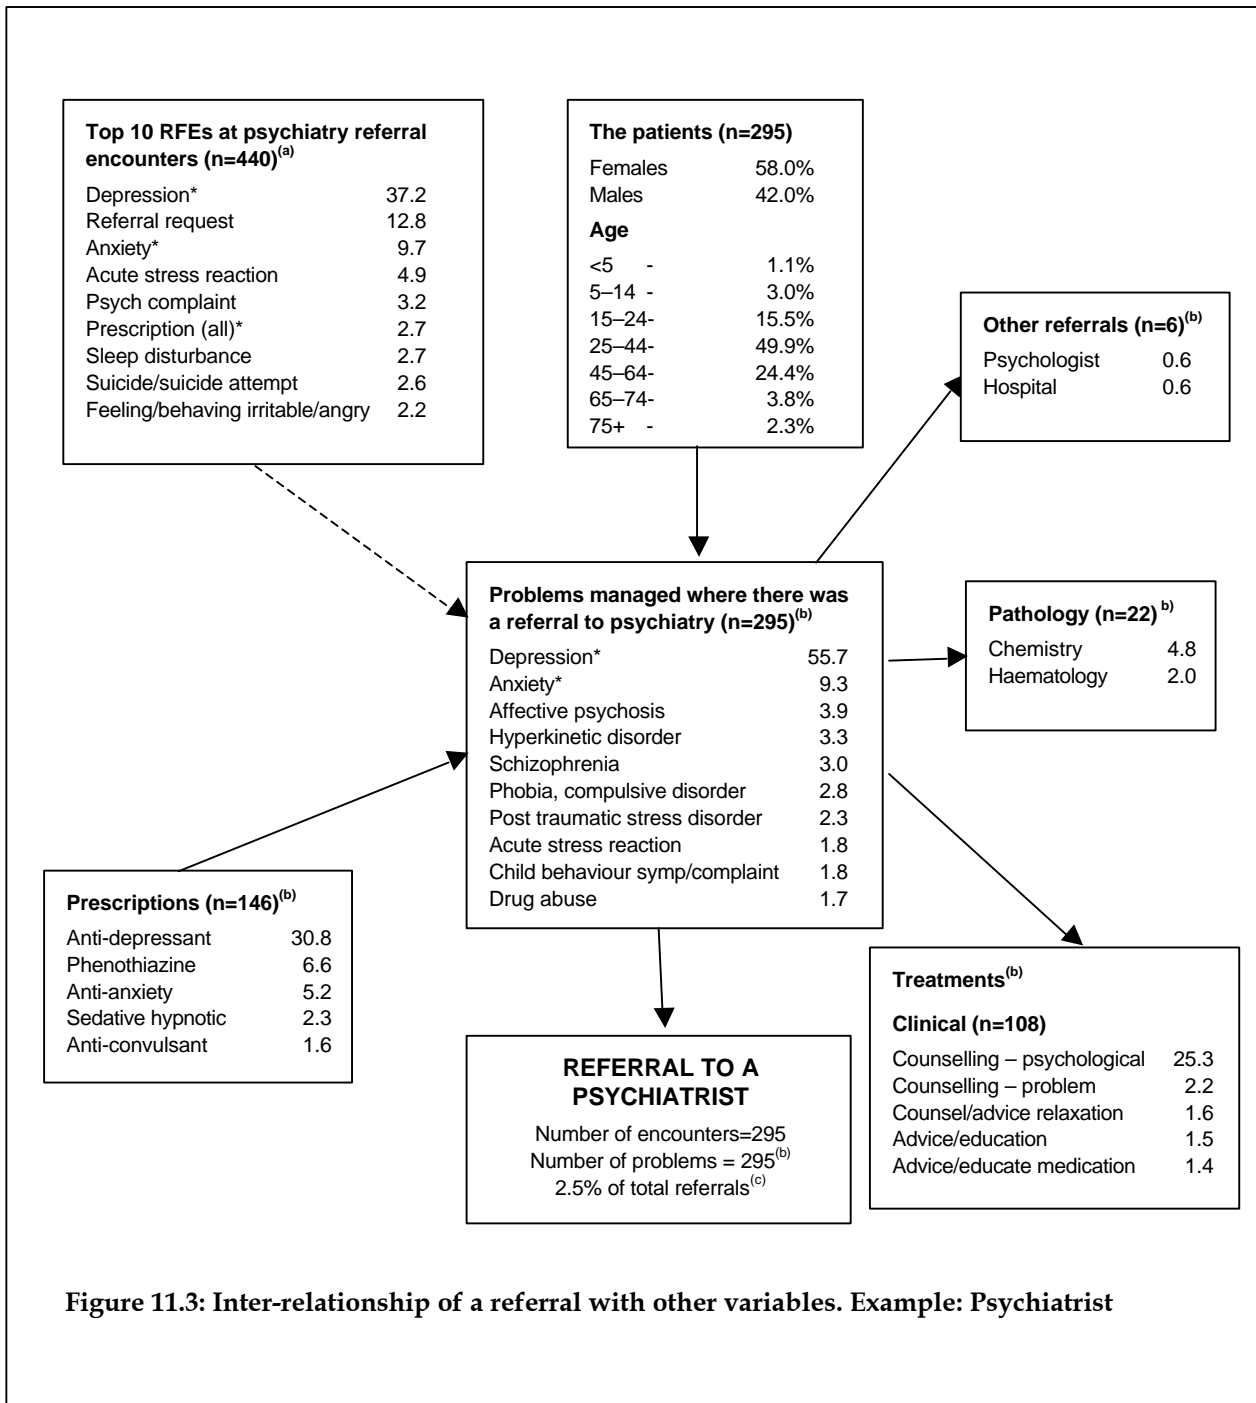 Top 10 RFEs at psychiatry referral
encounters (n=440)(a)
Depression* 37.2
Referral request 12.8
Anxiety* 9.7
Acute stress reaction 4.9
Psych complaint 3.2
Prescription (all)* 2.7
Sleep disturbance 2.7
Suicide/suicide attempt 2.6
Feeling/behaving irritable/angry 2.2
The patients (n=295)
Females 58.0%
Males 42.0%
Age
<5 - 1.1%
5–14 - 3.0%
15–24- 15.5%
25–44- 49.9%
45–64- 24.4%
65–74- 3.8%
75+ - 2.3%
Other referrals (n=6)(b)
Psychologist 0.6
Hospital 0.6
Problems managed where there was
a referral to psychiatry (n=295)(b)
Depression* 55.7
Anxiety* 9.3
Affective psychosis 3.9
Hyperkinetic disorder 3.3
Schizophrenia 3.0
Phobia, compulsive disorder 2.8
Post traumatic stress disorder 2.3
Acute stress reaction 1.8
Child behaviour symp/complaint 1.8
Drug abuse 1.7
Pathology (n=22) b)
Chemistry 4.8
Haematology 2.0
Prescriptions (n=146)(b)
Anti-depressant 30.8
Phenothiazine 6.6
Anti-anxiety 5.2
Sedative hypnotic 2.3
Anti-convulsant 1.6
REFERRAL TO A
PSYCHIATRIST
Number of encounters=295
Number of problems = 295(b)
2.5% of total referrals(c)
Treatments(b)
Clinical (n=108)
Counselling – psychological 25.3
Counselling – problem 2.2
Counsel/advice relaxation 1.6
Advice/education 1.5
Advice/educate medication 1.4
Figure 11.3: Inter-relationship of a referral with other variables. Example: Psychiatrist